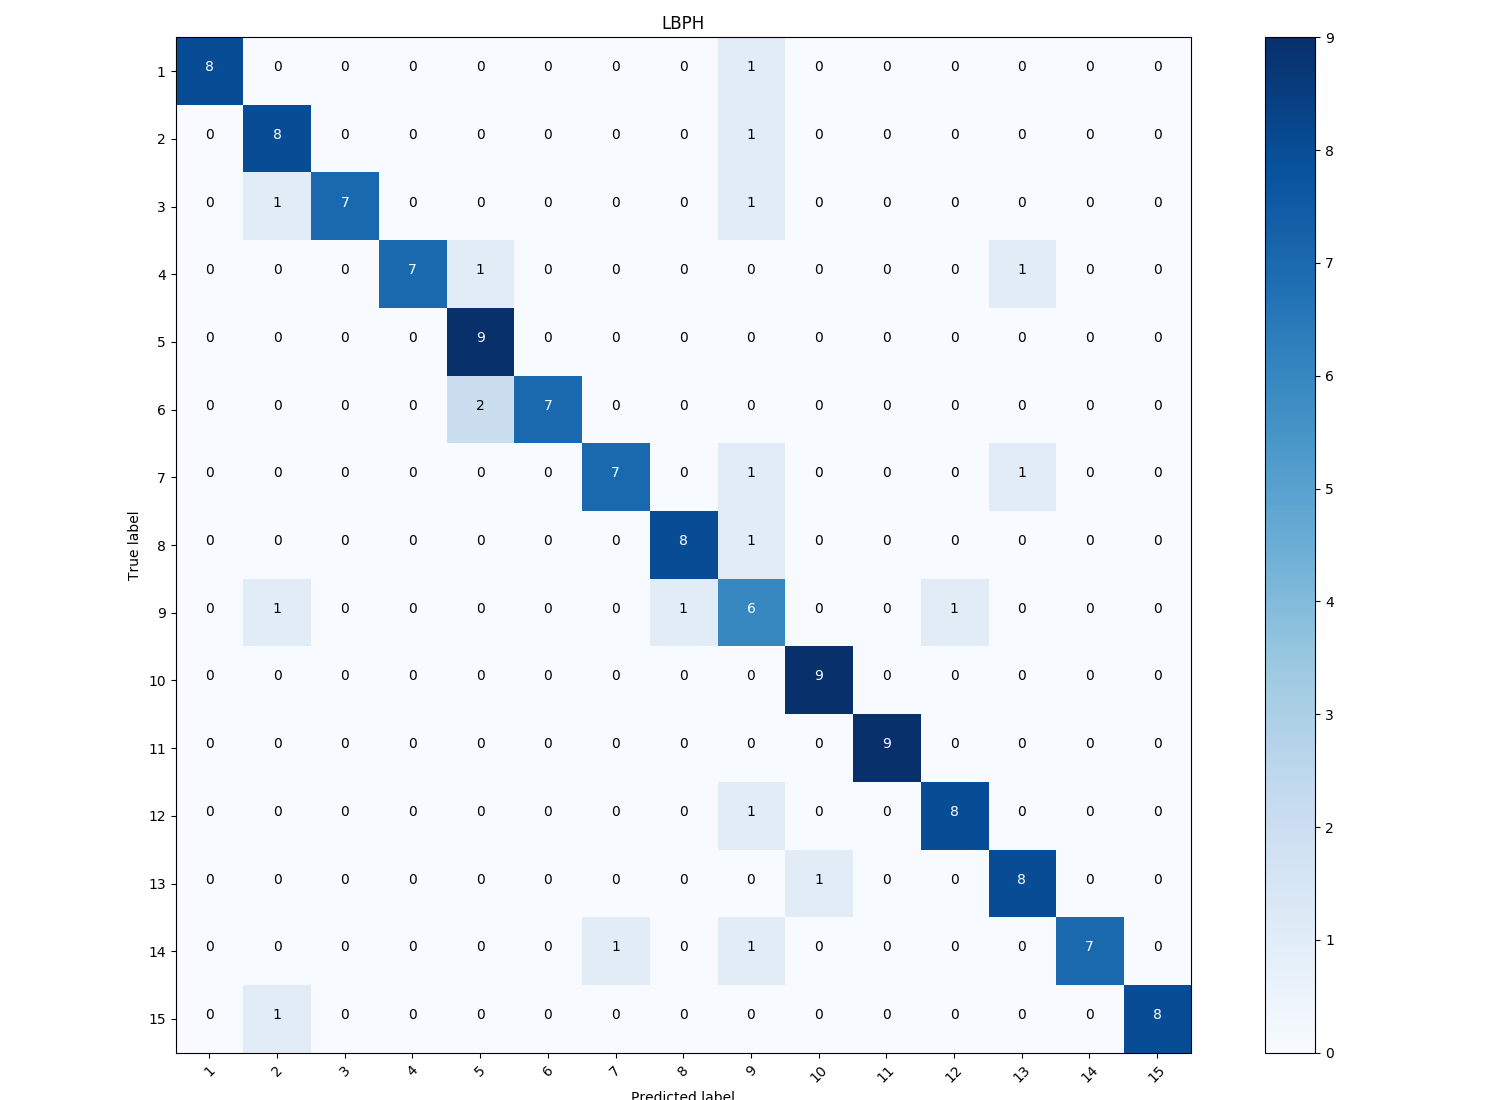 LBPH
1 8 0 0 0 0 0 0 0 1 0 0 0 0 0 0
2 0 8 0 0 0 0 0 0 1 0 0 0 0 0 0
3 0 1 7 0 0 0 0 0 1 0 0 0 0 0 0
4 0 0 0 7 1 0 0 0 0 0 0 0 1 0 0
5 0 0 0 0 9 0 0 0 0 0 0 0 0 0 0
6 0 0 0 0 2 7 0 0 0 0 0 0 0 0 0
7 0 0 0 0 0 0 7 0 1 0 0 0 1 0 0
8 0 0 0 0 0 0 0 8 1 0 0 0 0 0 0
9 0 1 0 0 0 0 0 1 6 0 0 1 0 0 0
10 0 0 0 0 0 0 0 0 0 9 0 0 0 0 0
11 0 0 0 0 0 0 0 0 0 0 9 0 0 0 0
12 0 0 0 0 0 0 0 0 1 0 0 8 0 0 0
13 0 0 0 0 0 0 0 0 0 1 0 0 8 0 0
14 0 0 0 0 0 0 1 0 1 0 0 0 0 7 0
15 0 1 0 0 0 0 0 0 0 0 0 0 0 0 8
1 2 3 4 5 6 7 8 9 10 11 12 13 14 15
True label
Predicted label
9
8
7
6
5
4
3
2
1
0